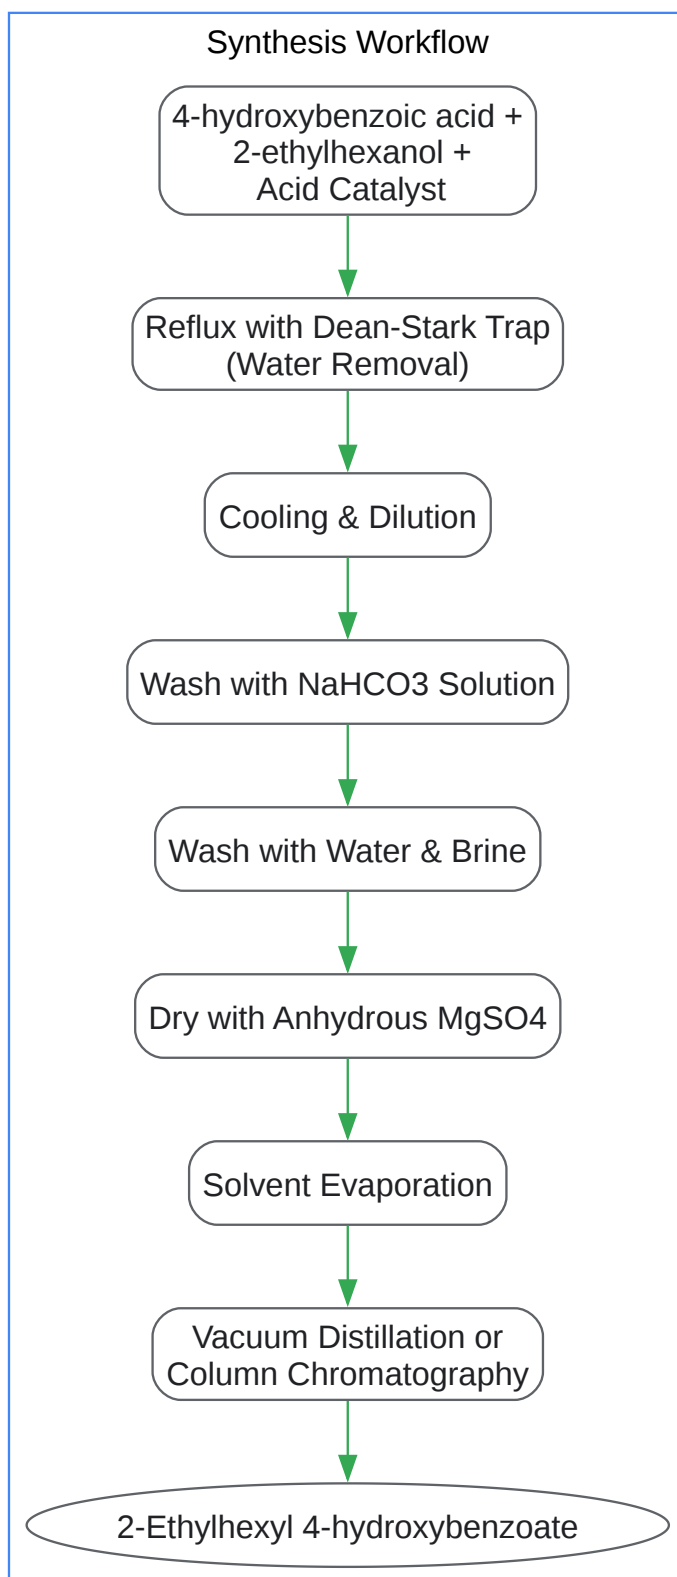 Synthesis Workflow
4-hydroxybenzoic acid +
2-ethylhexanol +
Acid Catalyst
Reflux with Dean-Stark Trap
(Water Removal)
Cooling & Dilution
Wash with NaHCO3 Solution
Wash with Water & Brine
Dry with Anhydrous MgSO4
Solvent Evaporation
Vacuum Distillation or
Column Chromatography
2-Ethylhexyl 4-hydroxybenzoate